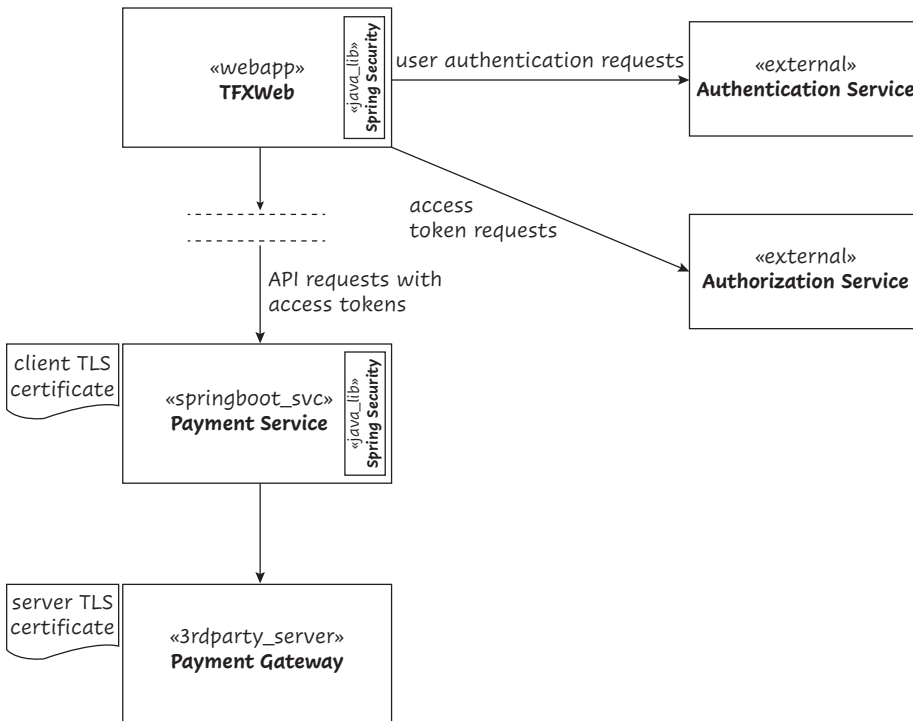 «webapp»
TFXWeb
«java_lib»
Spring Security
user authentication requests
«external»
Authentication Service
access
token requests
«external»
Authorization Service
API requests with
access tokens
client TLS
certificate
«springboot_svc»
Payment Service
«java_lib»
Spring Security
server TLS
certificate
«3rdparty_server»
Payment Gateway